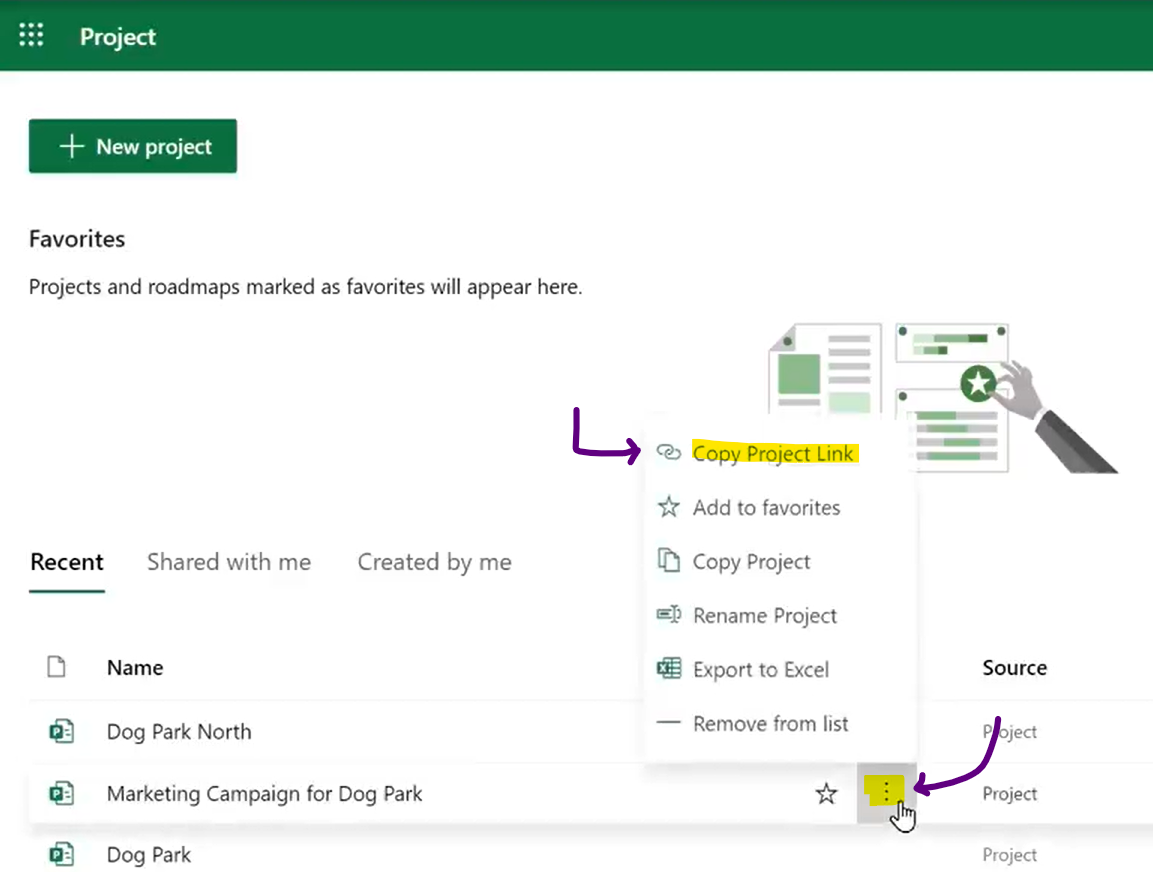 Project
New project
Favorites
Projects and roadmaps marked as favorites will appear here.
Copy Project Link
Add to favorites
Copy Project
Rename Project
Export to Excel
Remove from list
Recent Shared with me Created by me
Name Source
Dog Park North Project
Marketing Campaign for Dog Park Project
Dog Park Project